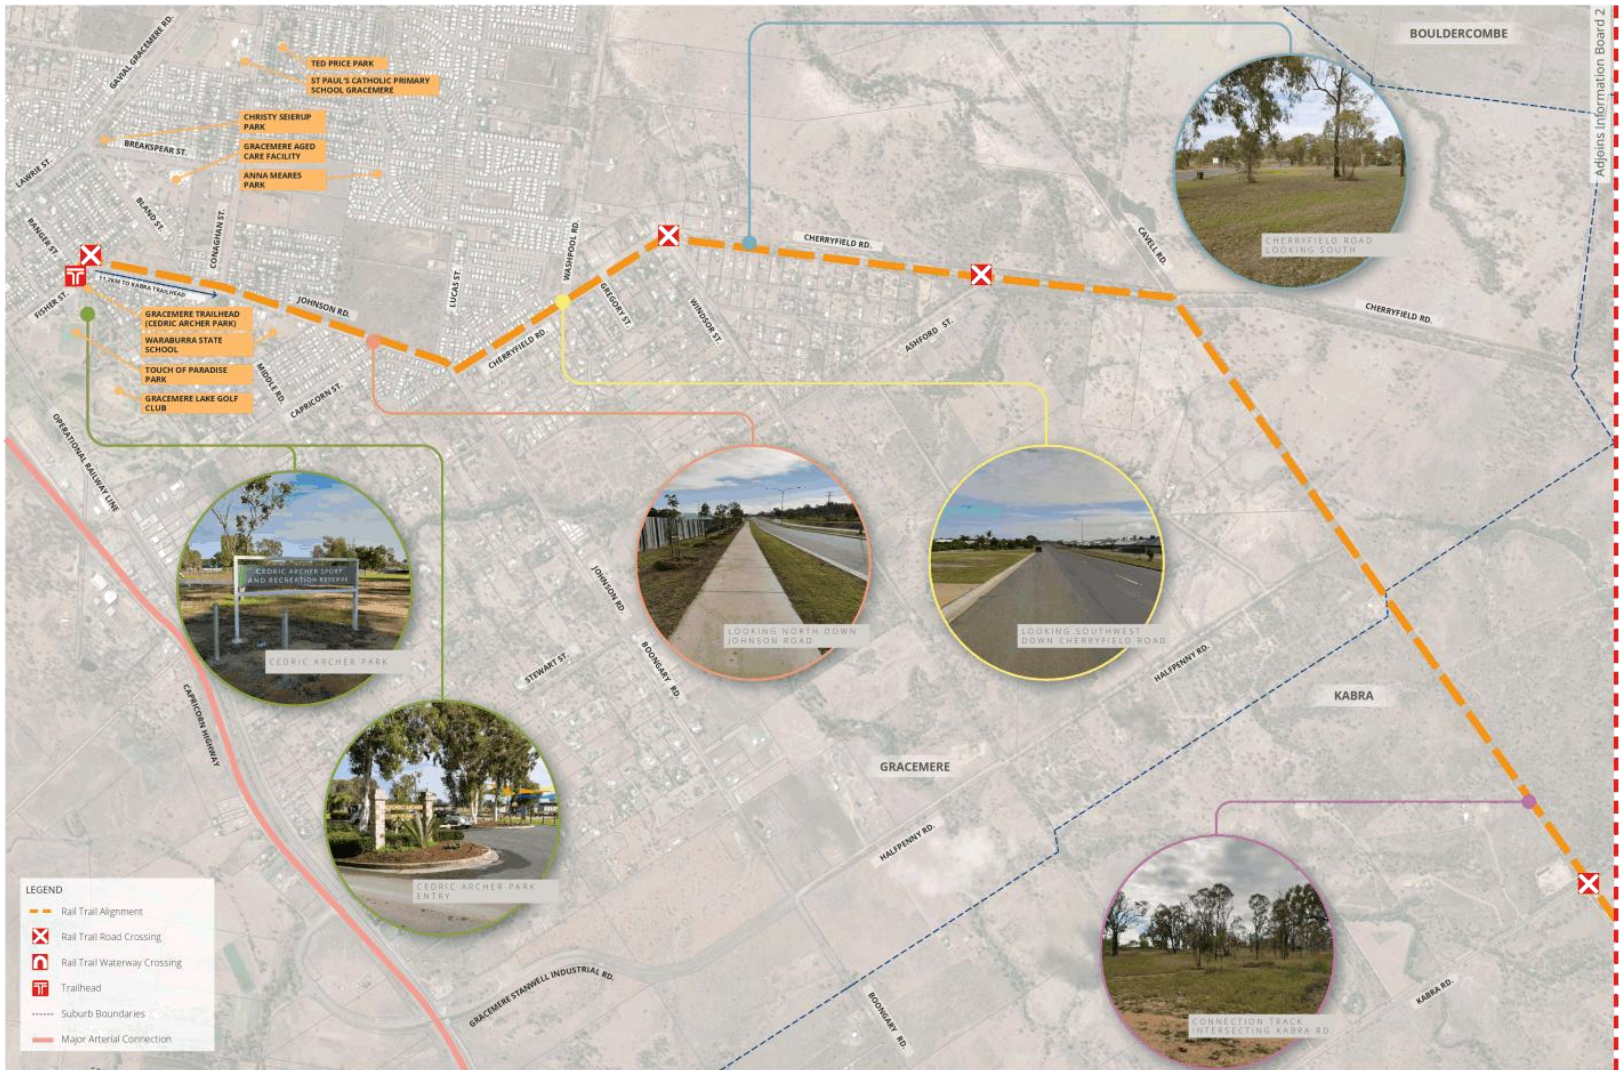 Adjoins Information Board 2
BOULDERCOMBE
GAVIAL GRACEMERE RD.
TED PRICE PARK
ST PAUL'S CATHOLIC PRIMARY
SCHOOL GRACEMERE
CHRISTY SEIERUP
PARK
BREAKSPEAR ST.
GRACEMERE AGED
CARE FACILITY
LAWRIE ST.
ANNA MEARES
PARK
RANGER ST.
BLAND ST.
CONAGHAN ST.
WASHPOOL RD.
CHERRYFIELD RD.
CAVELL RD.
CHERRYFIELD ROAD
LOOKING SOUTH
11.2KM TO KABRA TRAILHEAD
LUCAS ST.
FISHER ST.
JOHNSON RD.
GREGORY ST.
WINDSOR ST.
CHERRYFIELD RD.
GRACEMERE TRAILHEAD
(CEDRIC ARCHER PARK)
WARABURRA STATE
SCHOOL
CHERRYFIELD RD.
ASHFORD ST.
TOUCH OF PARADISE
PARK
MIDDLE RD.
CAPRICORN ST.
GRACEMERE LAKE GOLF
CLUB
OPERATIONAL RAILWAY LINE
CEDRIC ARCHER SPORT
AND RECREATION RESERVE
CEDRIC ARCHER PARK
JOHNSON RD.
LOOKING NORTH DOWN
JOHNSON ROAD
LOOKING SOUTHWEST
DOWN CHERRYFIELD ROAD
STEWART ST.
BOONGARY RD.
HALFPENNY RD.
KABRA
CAPRICORN HIGHWAY
GRACEMERE
HALFPENNY RD.
CEDRIC ARCHER PARK
ENTRY
LEGEND
Rail Trail Alignment
Rail Trail Road Crossing
Rail Trail Waterway Crossing
Trailhead
Suburb Boundaries
Major Arterial Connection
GRACEMERE STANWELL INDUSTRIAL RD.
BOONGARY RD.
KABRA RD.
CONNECTION TRACK
INTERSECTING KABRA RD